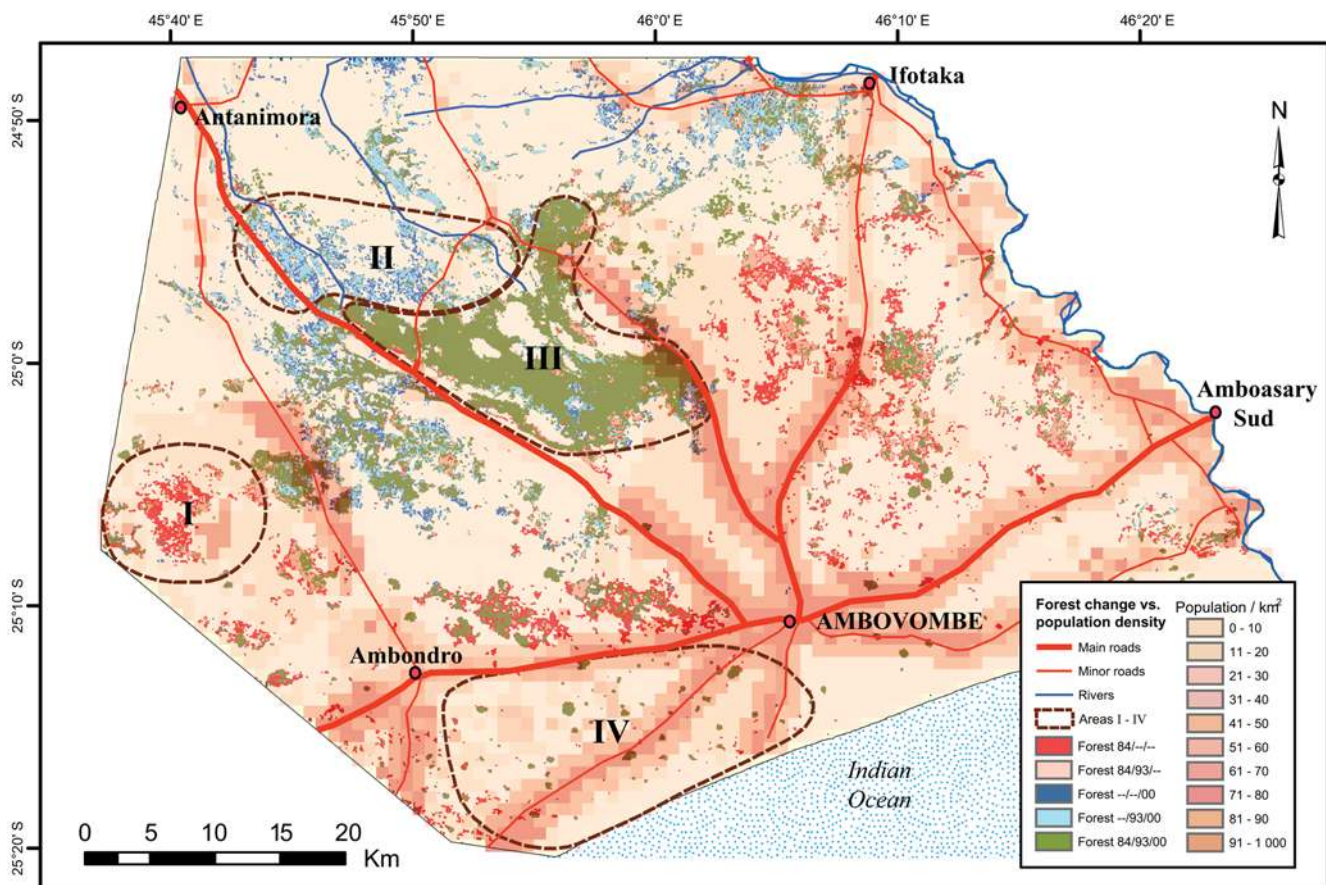 45°40' E 45°50' E 46°0' E 46°10' E 46°20' E
24°50' S
25°0' S
25°10' S
25°20' S
N
Ifotaka
Antanimora
II
III
Amboasary
Sud
I
AMBOVOMBE
Ambondro
IV
Indian
Ocean
0 5 10 15 20
Km
Forest change vs.
population density
Main roads
Minor roads
Rivers
Areas I - IV
Forest 84/--/--
Forest 84/93/--
Forest --/--/00
Forest --/93/00
Forest 84/93/00
Population / km²
0 - 10
11 - 20
21 - 30
31 - 40
41 - 50
51 - 60
61 - 70
71 - 80
81 - 90
91 - 1 000